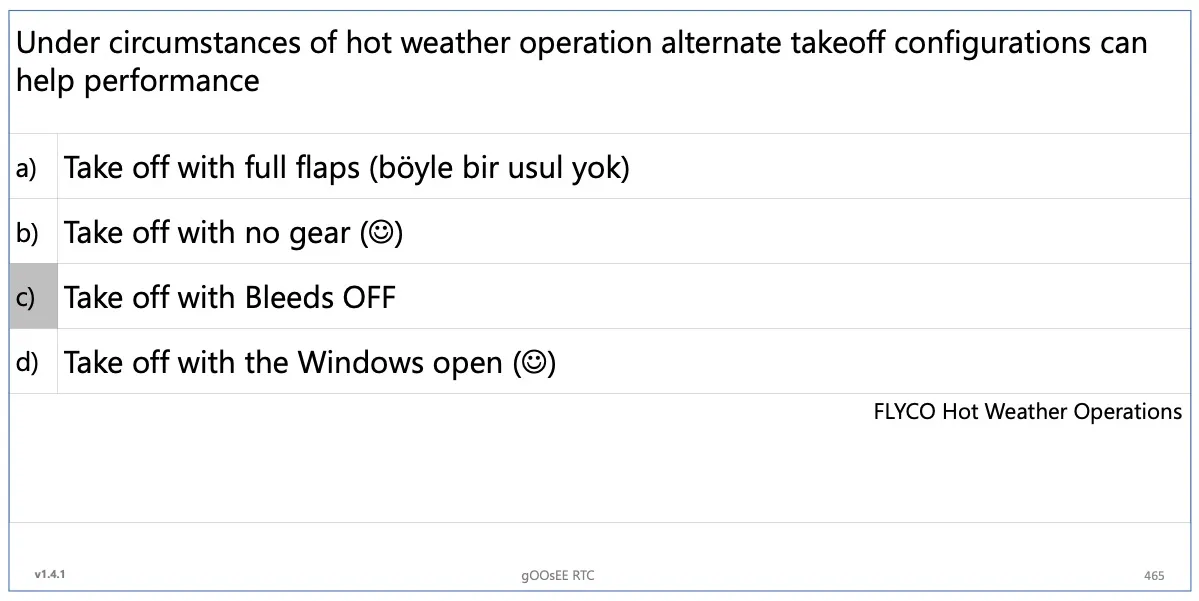 Under circumstances of hot weather operation alternate takeoff configurations can
help performance
a) Take off with full flaps (böyle bir usul yok)
b) Take off with no gear (☺)
c) Take off with Bleeds OFF
d) Take off with the Windows open (☺)
FLYCO Hot Weather Operations
v1.4.1 gOOsEE RTC 465